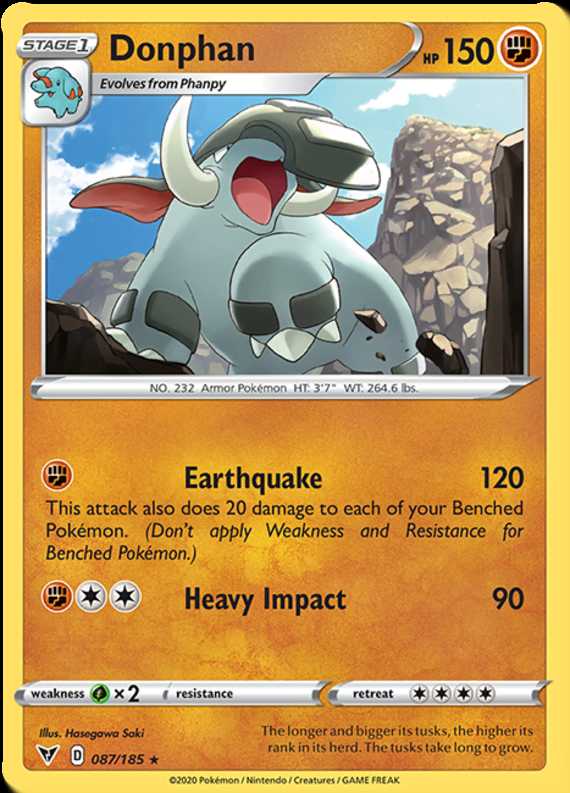 STAGE 1 Donphan HP 150
Evolves from Phanpy
NO. 232 Armor Pokémon HT: 3'7" WT: 264.6 lbs.
Earthquake 120
This attack also does 20 damage to each of your Benched
Pokémon. (Don't apply Weakness and Resistance for
Benched Pokémon.)
Heavy Impact 90
weakness ×2 resistance retreat
Illus. Hasegawa Saki
The longer and bigger its tusks, the higher its
rank in its herd. The tusks take long to grow.
D 087/185 ★
©2020 Pokémon / Nintendo / Creatures / GAME FREAK